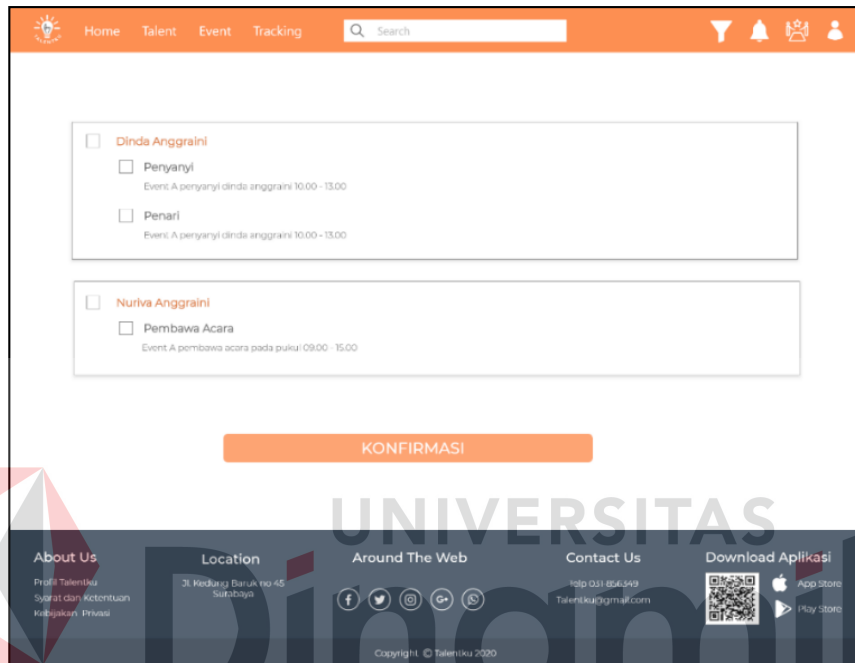 TALENTKU
Home Talent Event Tracking Search
Dinda Anggraini
Penyanyi
Event A penyanyi dinda anggraini 10.00 - 13.00
Penari
Event A penyanyi dinda anggraini 10.00 - 13.00
Nuriva Anggraini
Pembawa Acara
Event A pembawa acara pada pukul 09.00 - 15.00
KONFIRMASI
UNIVERSITAS
Dinamika
About Us
Profil Talentku
Syarat dan Ketentuan
Kebijakan Privasi
Location
Jl. Kedung Baruk no 45
Surabaya
Around The Web
Contact Us
Telp 031 856349
Talentku@gmail.com
Download Aplikasi
App Store
Play Store
Copyright © Talentku 2020